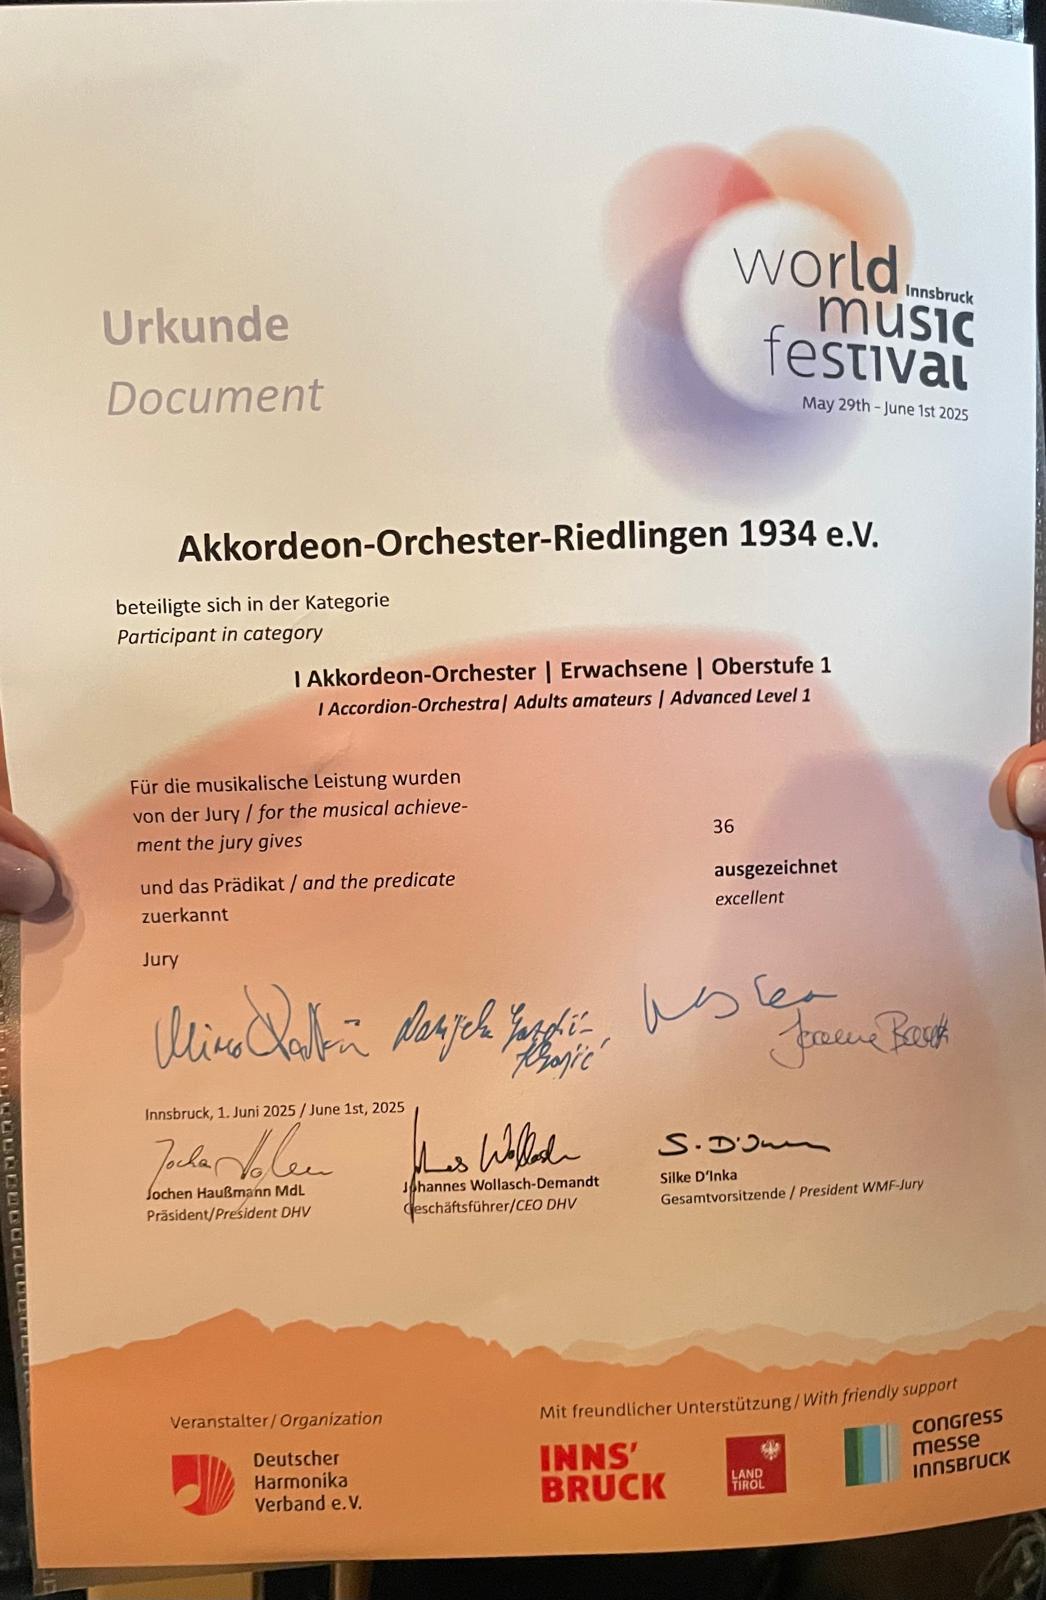 Urkunde
Document
world
Innsbruck
music
festival
May 29th - June 1st 2025
Akkordeon-Orchester-Riedlingen 1934 e.V.
beteiligte sich in der Kategorie
Participant in category
I Akkordeon-Orchester | Erwachsene | Oberstufe 1
I Accordion-Orchestra| Adults amateurs | Advanced Level 1
Für die musikalische Leistung wurden
von der Jury / for the musical achieve-
ment the jury gives
36
und das Prädikat / and the predicate
zuerkannt
ausgezeichnet
excellent
Jury
Innsbruck, 1. Juni 2025 / June 1st, 2025
S. D'Inka
Jochen Haußmann MdL
Präsident/President DHV
Johannes Wollasch-Demandt
Geschäftsführer/CEO DHV
Silke D'Inka
Gesamtvorsitzende / President WMF-Jury
Veranstalter / Organization
Deutscher
Harmonika
Verband e.V.
Mit freundlicher Unterstützung / With friendly support
INNS'
BRUCK
LAND
TIROL
congress
messe
innsbruck